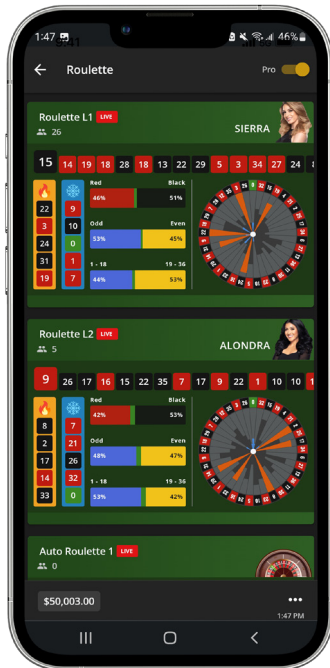 1:47
46%
Roulette
Pro
Roulette L1 LIVE
26
SIERRA
15 14 19 18 28 18 13 22 29 5 3 34 27 24
Red Black
46% 51%
Odd Even
53% 45%
1 - 18 19 - 36
44% 53%
22 9
3 10
24 0
31 1
19 7
Roulette L2 LIVE
5
ALONDRA
9 26 17 16 15 22 35 7 17 9 22 1 10 10
Red Black
42% 53%
Odd Even
48% 47%
1 - 18 19 - 36
53% 42%
8 7
2 21
17 26
14 32
33 0
Auto Roulette 1 LIVE
0
$50,003.00
1:47 PM